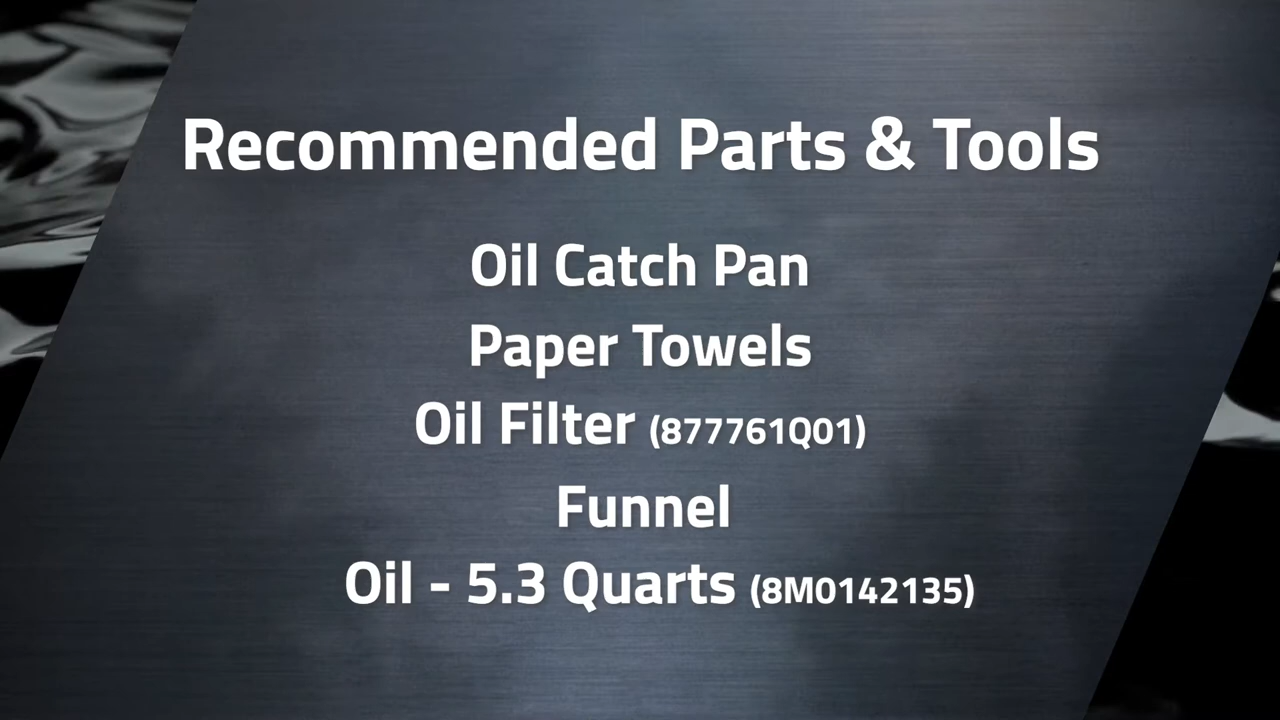 Recommended Parts & Tools
Oil Catch Pan
Paper Towels
Oil Filter (877761Q01)
Funnel
Oil - 5.3 Quarts (8M0142135)